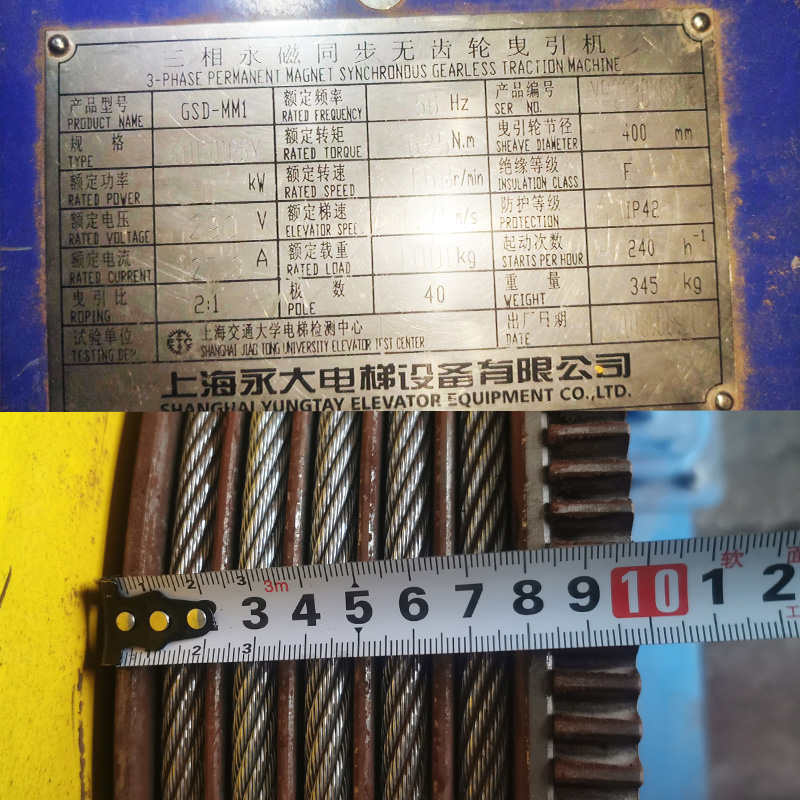 三相永磁同步无齿轮曳引机
3-PHASE PERMANENT MAGNET SYNCHRONOUS GEARLESS TRACTION MACHINE
产品型号 GSD-MM1 额定频率 Hz 产品编号
PRODUCT NAME RATED FREQUENCY SER NO.
规格 额定转矩 N.m 曳引轮节径 400 mm
TYPE RATED TORQUE SHEAVE DIAMETER
额定功率 kW 额定转速 r/min 绝缘等级 F
RATED POWER RATED SPEED INSULATION CLASS
额定电压 V 额定梯速 m/s 防护等级 IP42
RATED VOLTAGE ELEVATOR PROTECTION
额定电流 A 额定载重 kg 起动次数 240 h-1
RATED CURRENT RATED LOAD STARTS PER HOUR
曳引比 2:1 极数 40 重量 345 kg
ROPING POLE WEIGHT
试验单位 ETC 上海交通大学电梯检测中心 出厂日期
TESTING DEP. SHANGHAI JIAO TONG UNIVERSITY ELEVATOR TEST CENTER DATE
上海永大电梯设备有限公司
SHANGHAI YUNGTAY ELEVATOR EQUIPMENT CO.,LTD.
1 2 3 3m 软
2 3 4 5 6 7 8 9 10 1 2
1 2 3 工